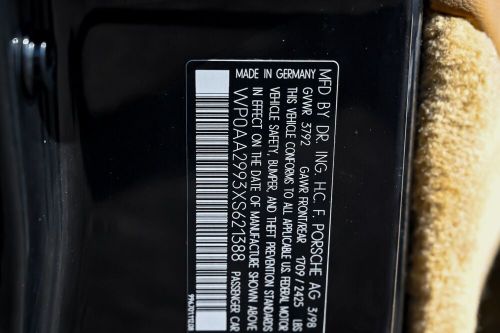 MADE IN GERMANY
MFD BY DR. ING. H.C. F. PORSCHE AG 3/98
GVWR 3792 GAWR FRONT/REAR 1709/2425 LBS
THIS VEHICLE CONFORMS TO ALL APPLICABLE U.S. FEDERAL MOTOR
VEHICLE SAFETY, BUMPER, AND THEFT PREVENTION STANDARDS
IN EFFECT ON THE DATE OF MANUFACTURE SHOWN ABOVE
WP0AA2993XS621388 PASSENGER CAR